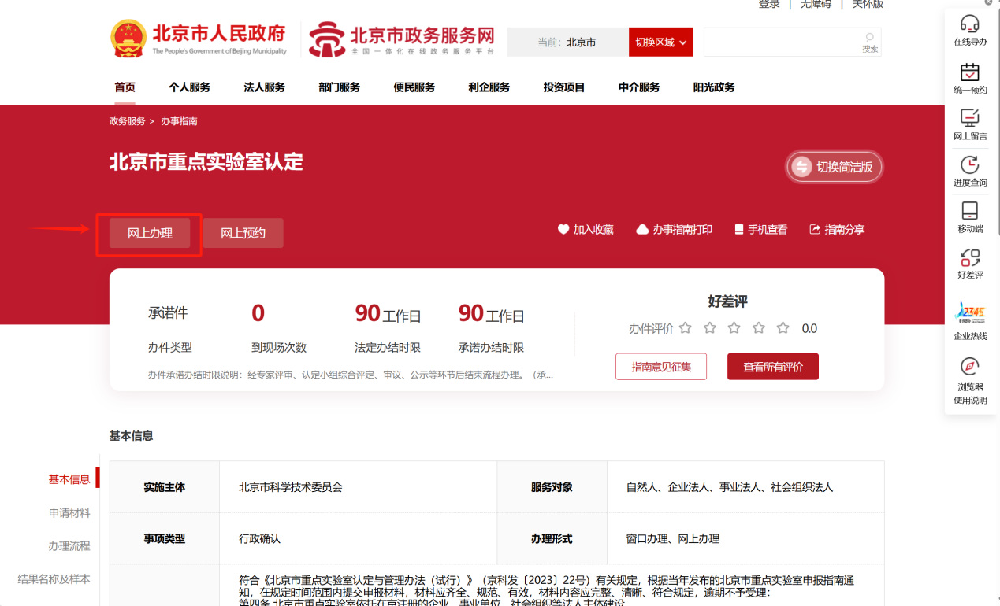 登录 | 无障碍 | 关怀版
北京市人民政府
The People's Government of Beijing Municipality
北京市政务服务网
全国一体化在线政务服务平台
当前: 北京市
切换区域
搜索
首页 个人服务 法人服务 部门服务 便民服务 利企服务 投资项目 中介服务 阳光政务
政务服务 > 办事指南
北京市重点实验室认定
切换简洁版
网上办理
网上预约
加入收藏 办事指南打印 手机查看 指南分享
承诺件 0 90工作日 90工作日
办件类型 到现场次数 法定办结时限 承诺办结时限
办件承诺办结时限说明：经专家评审、认定小组综合评定、审议、公示等环节后结束流程办理。（承...
好差评
办件评价 0.0
指南意见征集
查看所有评价
基本信息
基本信息
申请材料
办理流程
结果名称及样本
实施主体 北京市科学技术委员会 服务对象 自然人、企业法人、事业法人、社会组织法人
事项类型 行政确认 办理形式 窗口办理、网上办理
符合《北京市重点实验室认定与管理办法（试行）》（京科发〔2023〕22号）有关规定，根据当年发布的北京市重点实验室申报指南通
知，在规定时间范围内提交申报材料，材料应齐全、规范、有效，材料内容应完整、清晰、符合规定，逾期不予受理：
第四条 北京市重点实验室依托在京注册的企业、事业单位、社会组织等法人主体建设
在线导办
统一预约
网上留言
进度查询
移动端
好差评
12345
企业热线
浏览器
使用说明